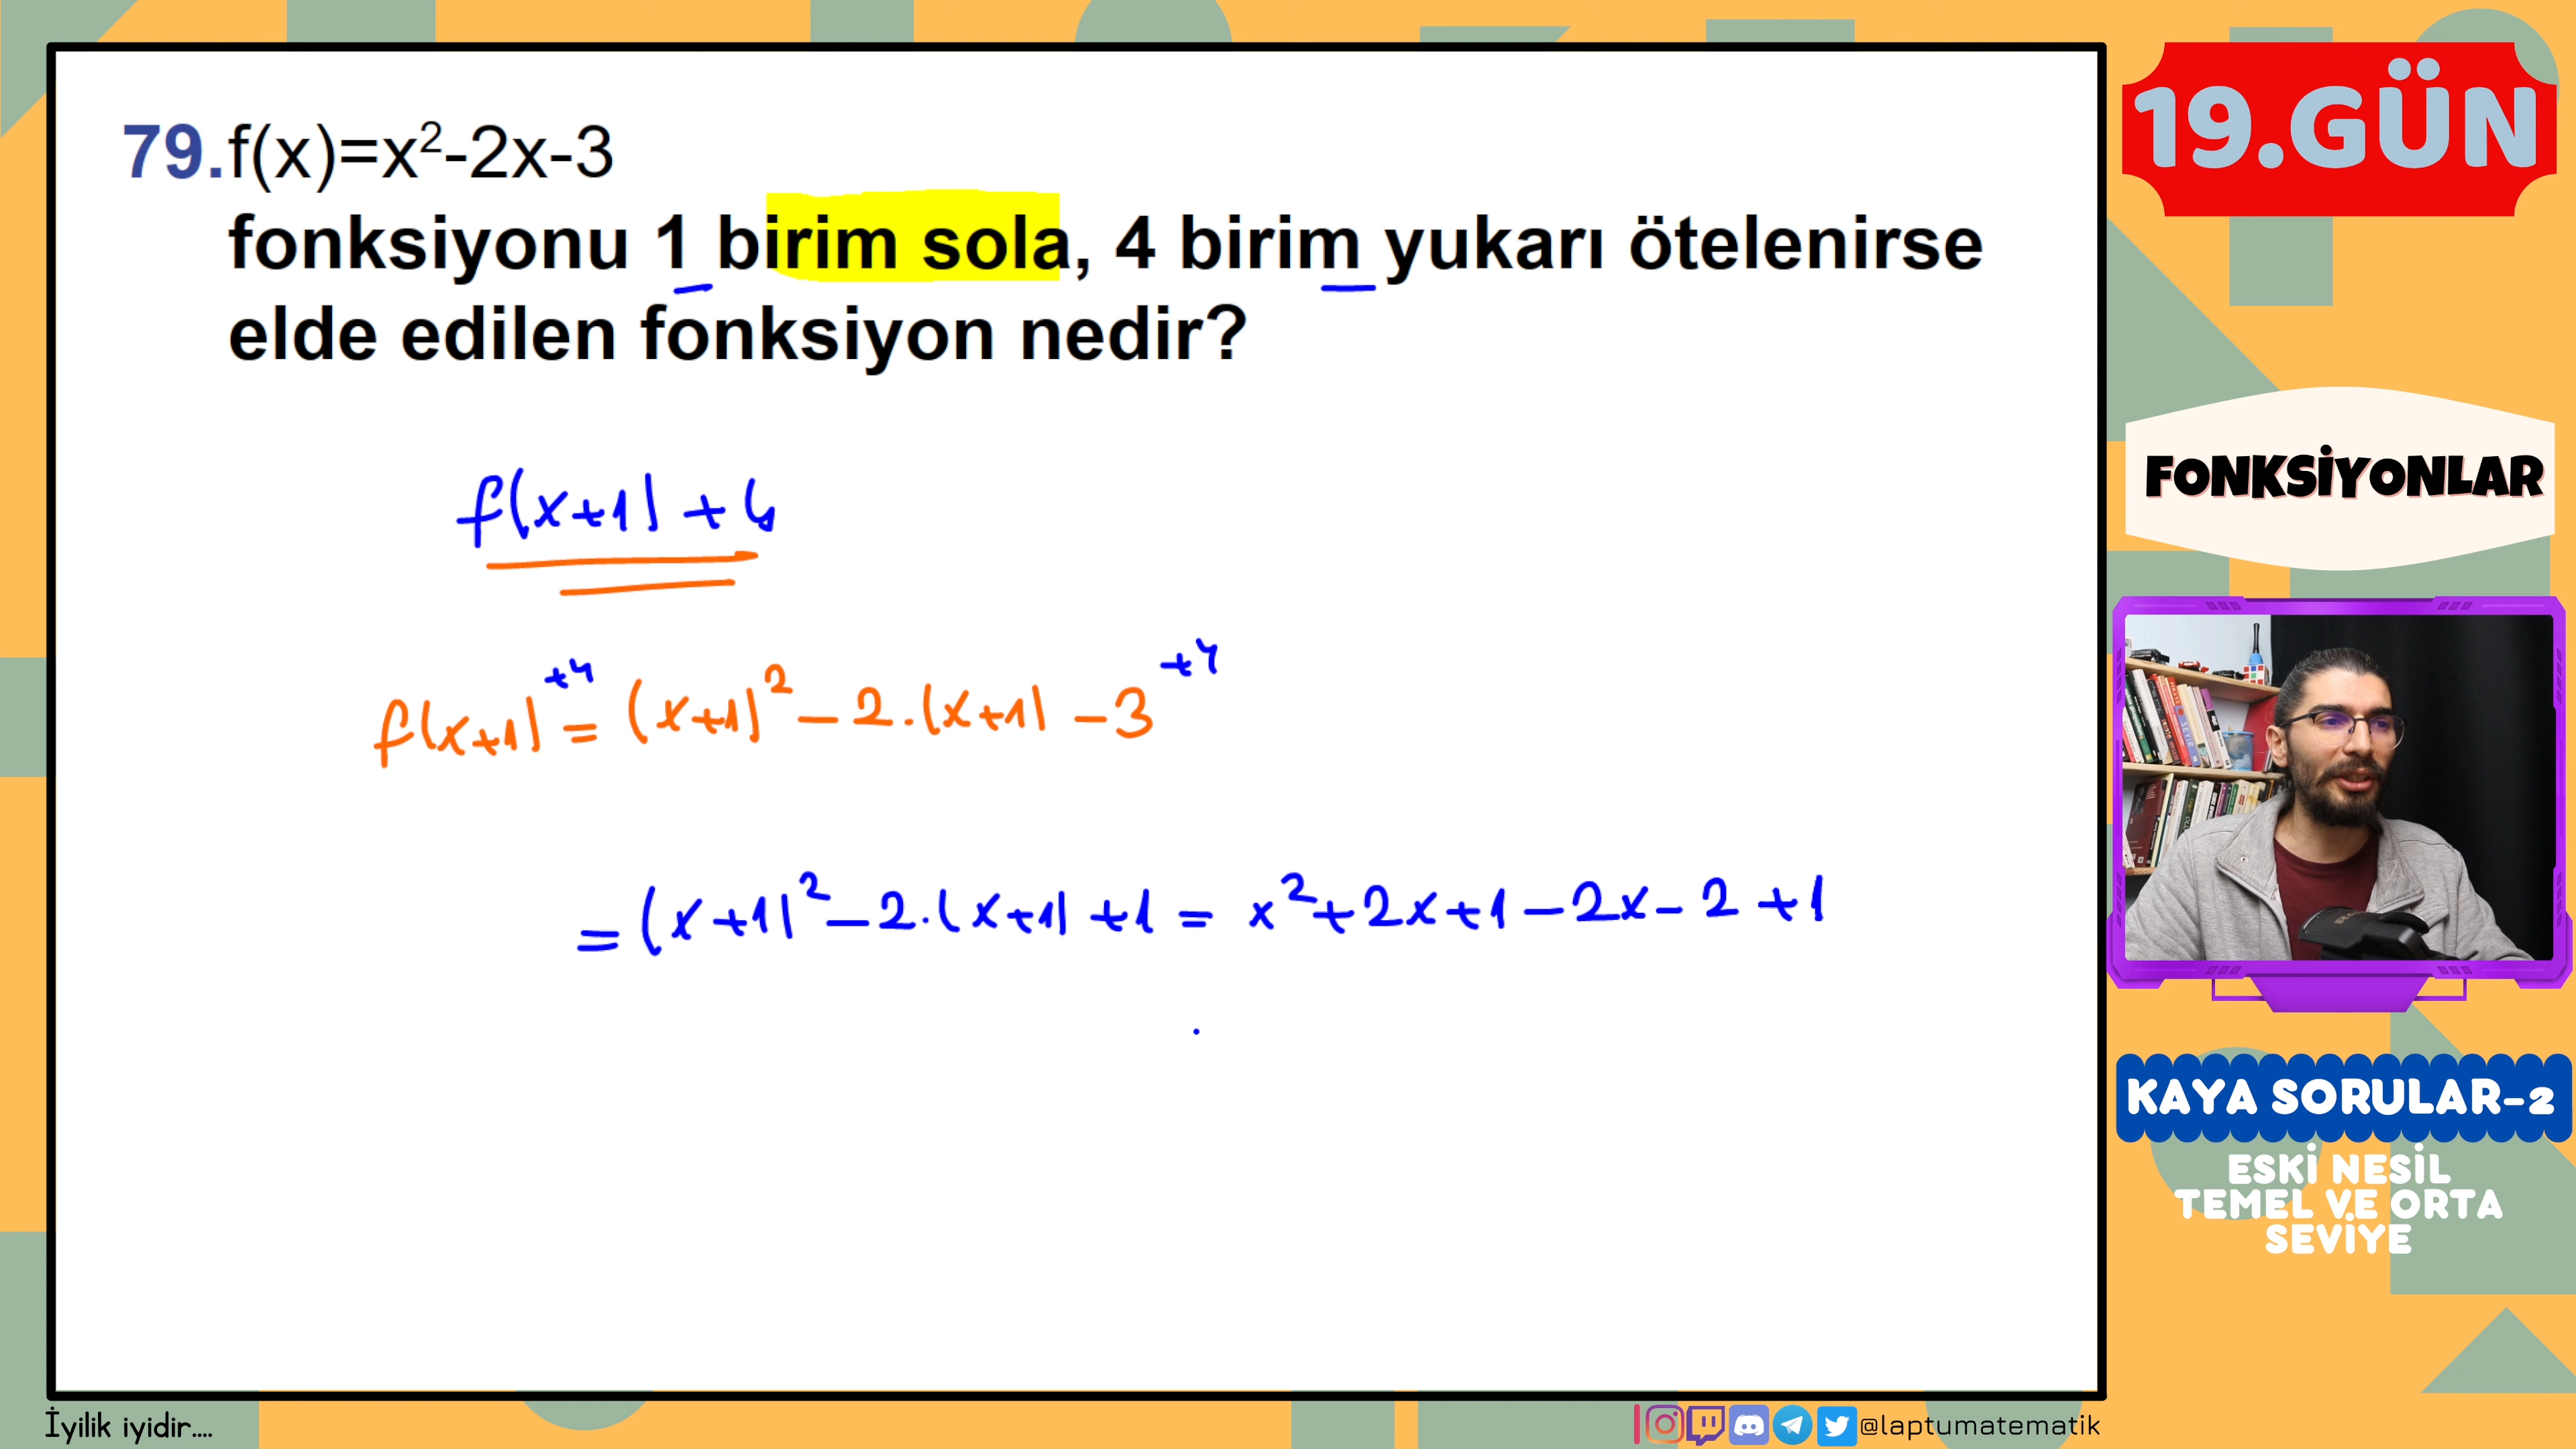 79.f(x)=x²-2x-3
fonksiyonu 1 birim sola, 4 birim yukarı ötelenirse
elde edilen fonksiyon nedir?
f(x+1)+4
f(x+1)+4 = (x+1)²-2.(x+1)-3+4
= (x+1)²-2.(x+1)+1 = x²+2x+1-2x-2+1
19.GÜN
FONKSİYONLAR
KAYA SORULAR-2
ESKİ NESİL
TEMEL VE ORTA
SEVİYE
İyilik iyidir....
@laptumatematik